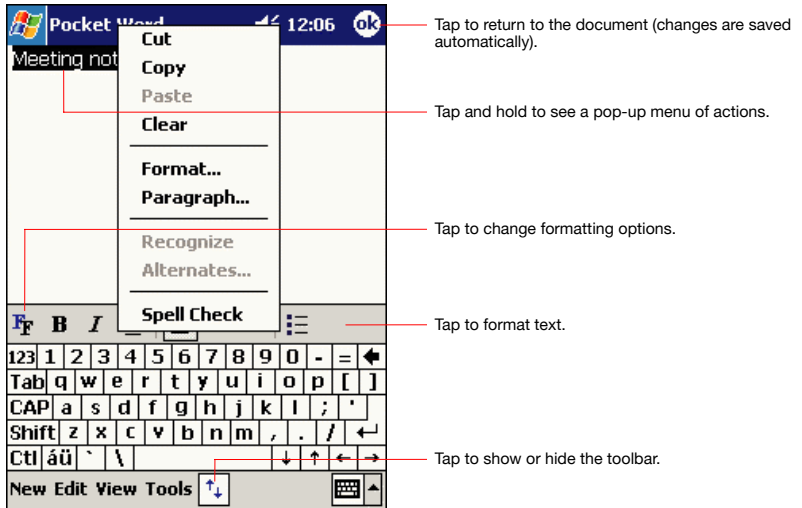 Pocket Word 12:06 ok
Tap to return to the document (changes are saved
automatically).
Meeting not
Cut
Copy
Paste
Clear
Format...
Paragraph...
Recognize
Alternates...
Spell Check
Tap and hold to see a pop-up menu of actions.
Tap to change formatting options.
FF B I
Tap to format text.
123 1 2 3 4 5 6 7 8 9 0 - =
Tab q w e r t y u i o p [ ]
CAP a s d f g h j k l ; '
Shift z x c v b n m , . /
Ctl áü ` \ ↓ ↑ ← →
Tap to show or hide the toolbar.
New Edit View Tools